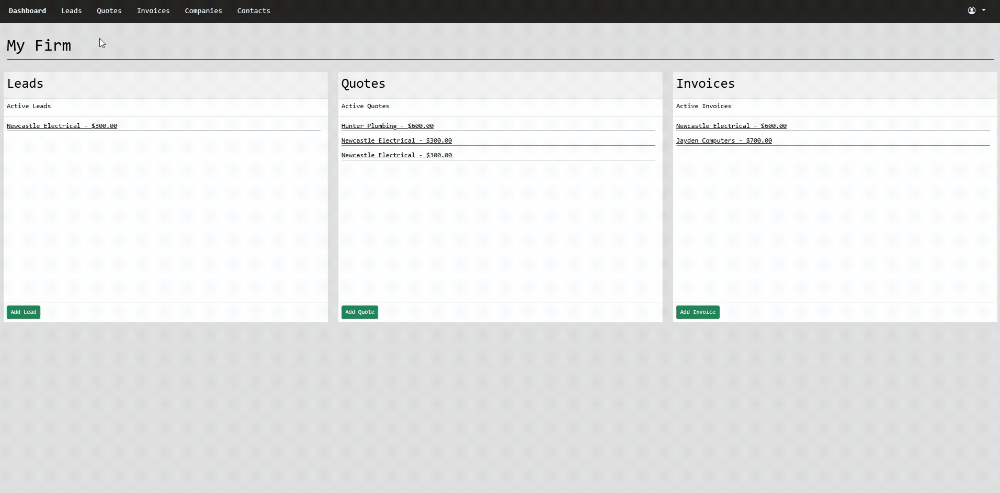 Dashboard Leads Quotes Invoices Companies Contacts
My Firm
Leads
Active Leads
Newcastle Electrical - $300.00
Add Lead
Quotes
Active Quotes
Hunter Plumbing - $600.00
Newcastle Electrical - $300.00
Newcastle Electrical - $300.00
Add Quote
Invoices
Active Invoices
Newcastle Electrical - $600.00
Jayden Computers - $700.00
Add Invoice